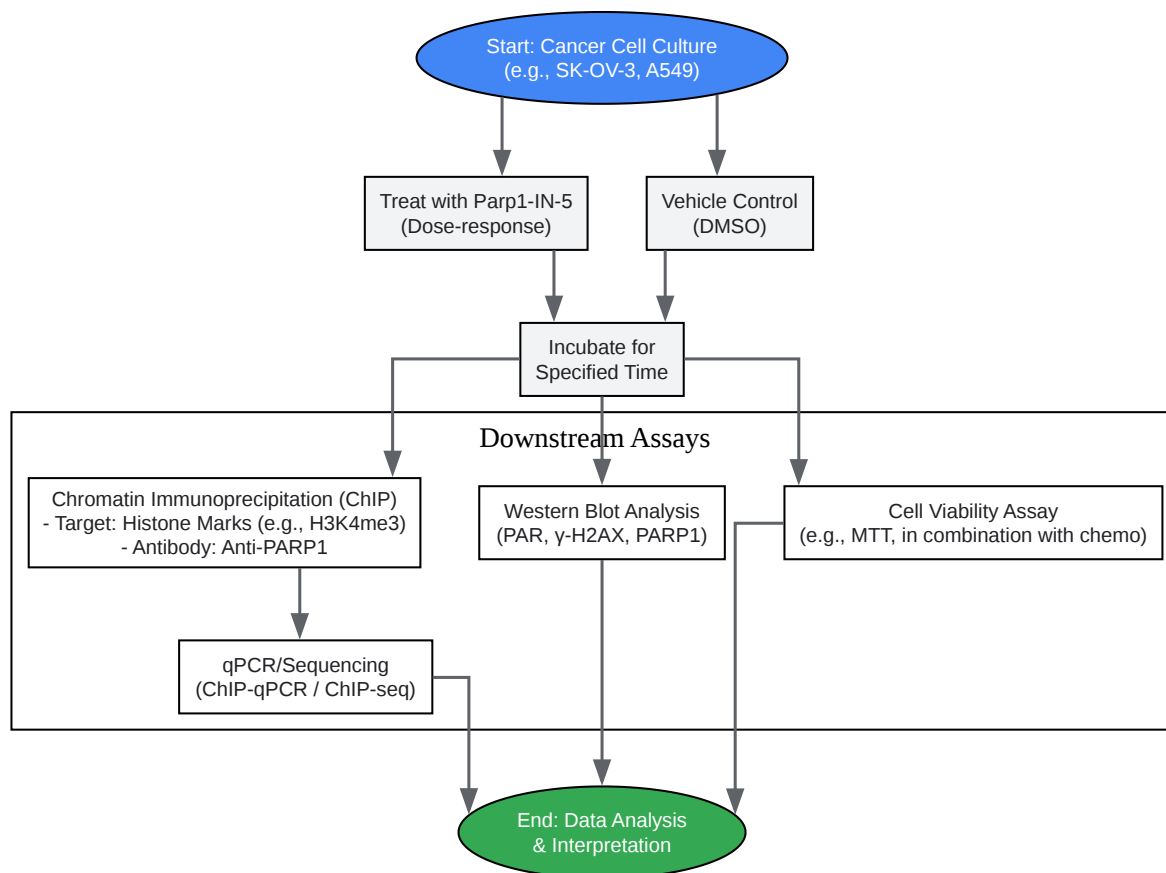 Start: Cancer Cell Culture
(e.g., SK-OV-3, A549)
Treat with Parp1-IN-5
(Dose-response)
Vehicle Control
(DMSO)
Incubate for
Specified Time
Downstream Assays
Chromatin Immunoprecipitation (ChIP)
- Target: Histone Marks (e.g., H3K4me3)
- Antibody: Anti-PARP1
Western Blot Analysis
(PAR, γ-H2AX, PARP1)
Cell Viability Assay
(e.g., MTT, in combination with chemo)
qPCR/Sequencing
(ChIP-qPCR / ChIP-seq)
End: Data Analysis
& Interpretation